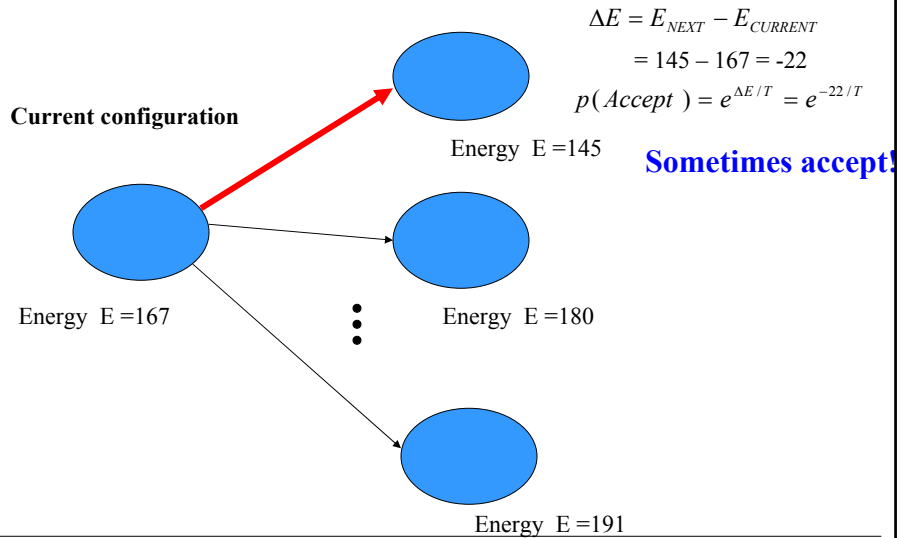 ΔE = E_NEXT − E_CURRENT
= 145 – 167 = -22
p(Accept ) = e^{ΔE/T} = e^{−22/T}
Current configuration
Energy E =145
Sometimes accept!
Energy E =167
Energy E =180
Energy E =191